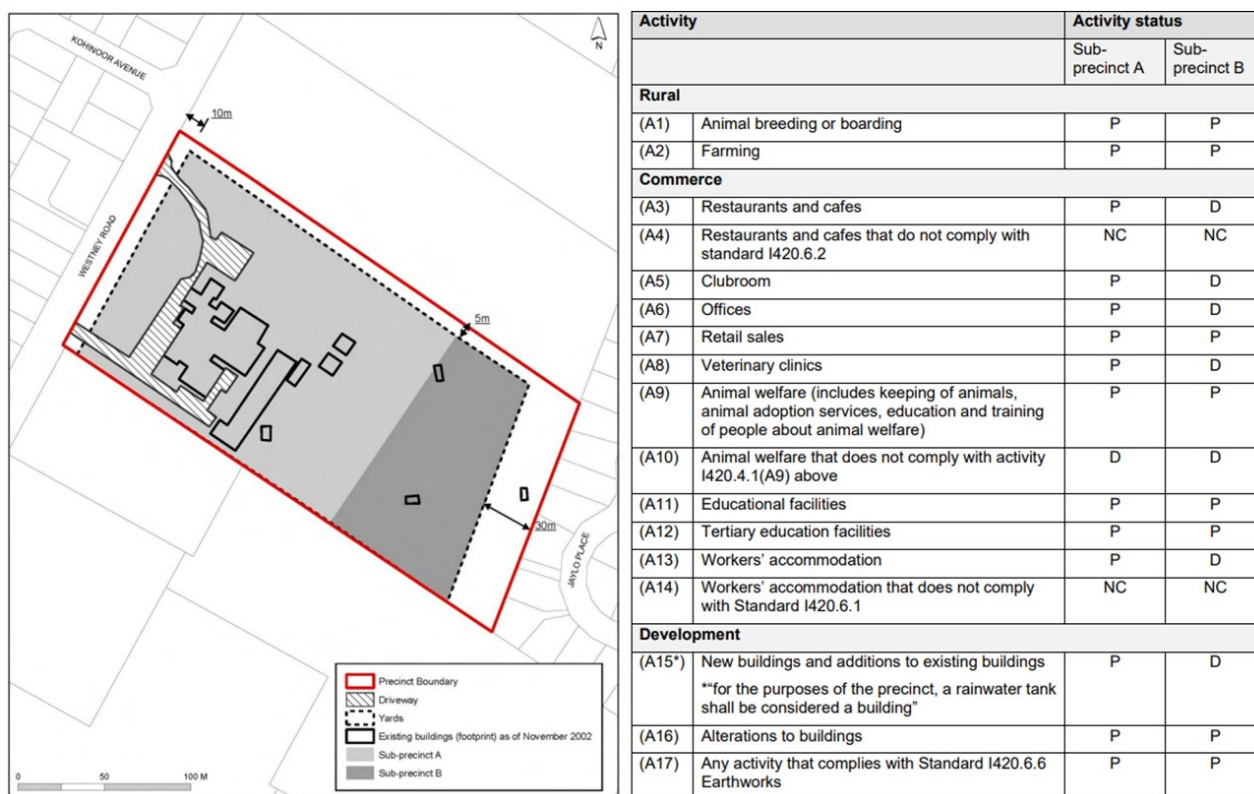 N
KOHINOOR AVENUE
10m
WESTNEY ROAD
5m
30m
JAYLO PLACE
Precinct Boundary
Driveway
Yards
Existing buildings (footprint) as of November 2002
Sub-precinct A
Sub-precinct B
0 50 100 M
Activity Activity status
Sub- Sub-
precinct A precinct B
Rural
(A1) Animal breeding or boarding P P
(A2) Farming P P
Commerce
(A3) Restaurants and cafes P D
(A4) Restaurants and cafes that do not comply with NC NC
standard I420.6.2
(A5) Clubroom P D
(A6) Offices P D
(A7) Retail sales P P
(A8) Veterinary clinics P D
(A9) Animal welfare (includes keeping of animals, P P
animal adoption services, education and training
of people about animal welfare)
(A10) Animal welfare that does not comply with activity D D
I420.4.1(A9) above
(A11) Educational facilities P P
(A12) Tertiary education facilities P P
(A13) Workers’ accommodation P D
(A14) Workers’ accommodation that does not comply NC NC
with Standard I420.6.1
Development
(A15*) New buildings and additions to existing buildings P D
*“for the purposes of the precinct, a rainwater tank
shall be considered a building”
(A16) Alterations to buildings P P
(A17) Any activity that complies with Standard I420.6.6 P P
Earthworks